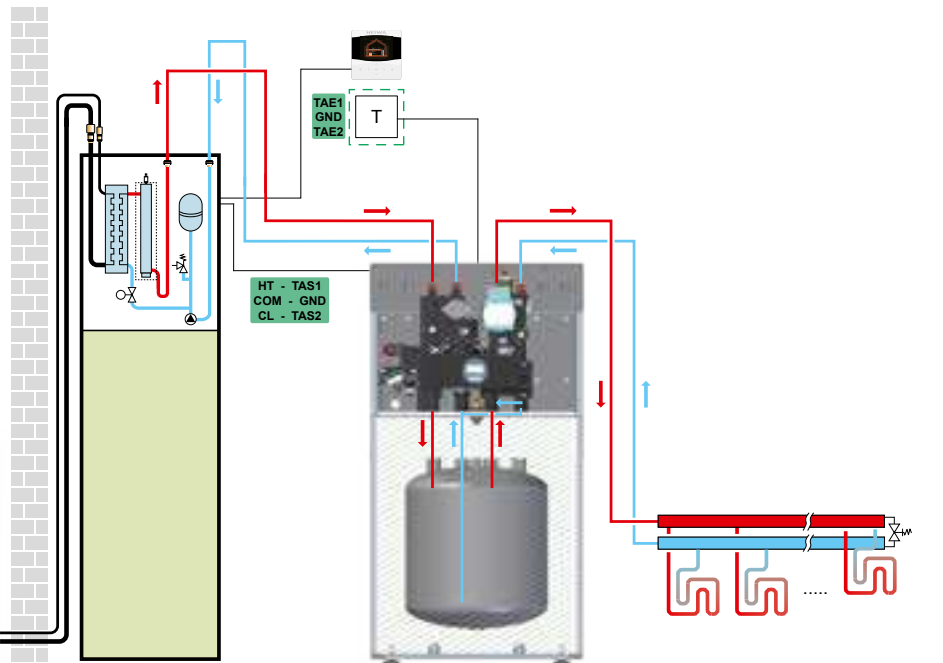 TAE1
GND
TAE2
T
HT - TAS1
COM - GND
CL - TAS2
.....